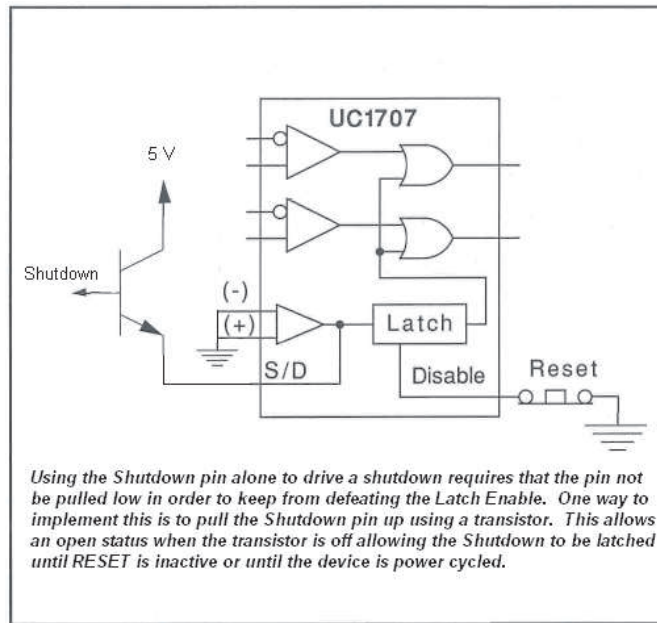 UC1707
5 V
Shutdown
(-)
(+)
Latch
S/D
Disable
Reset
Using the Shutdown pin alone to drive a shutdown requires that the pin not
be pulled low in order to keep from defeating the Latch Enable. One way to
implement this is to pull the Shutdown pin up using a transistor. This allows
an open status when the transistor is off allowing the Shutdown to be latched
until RESET is inactive or until the device is power cycled.